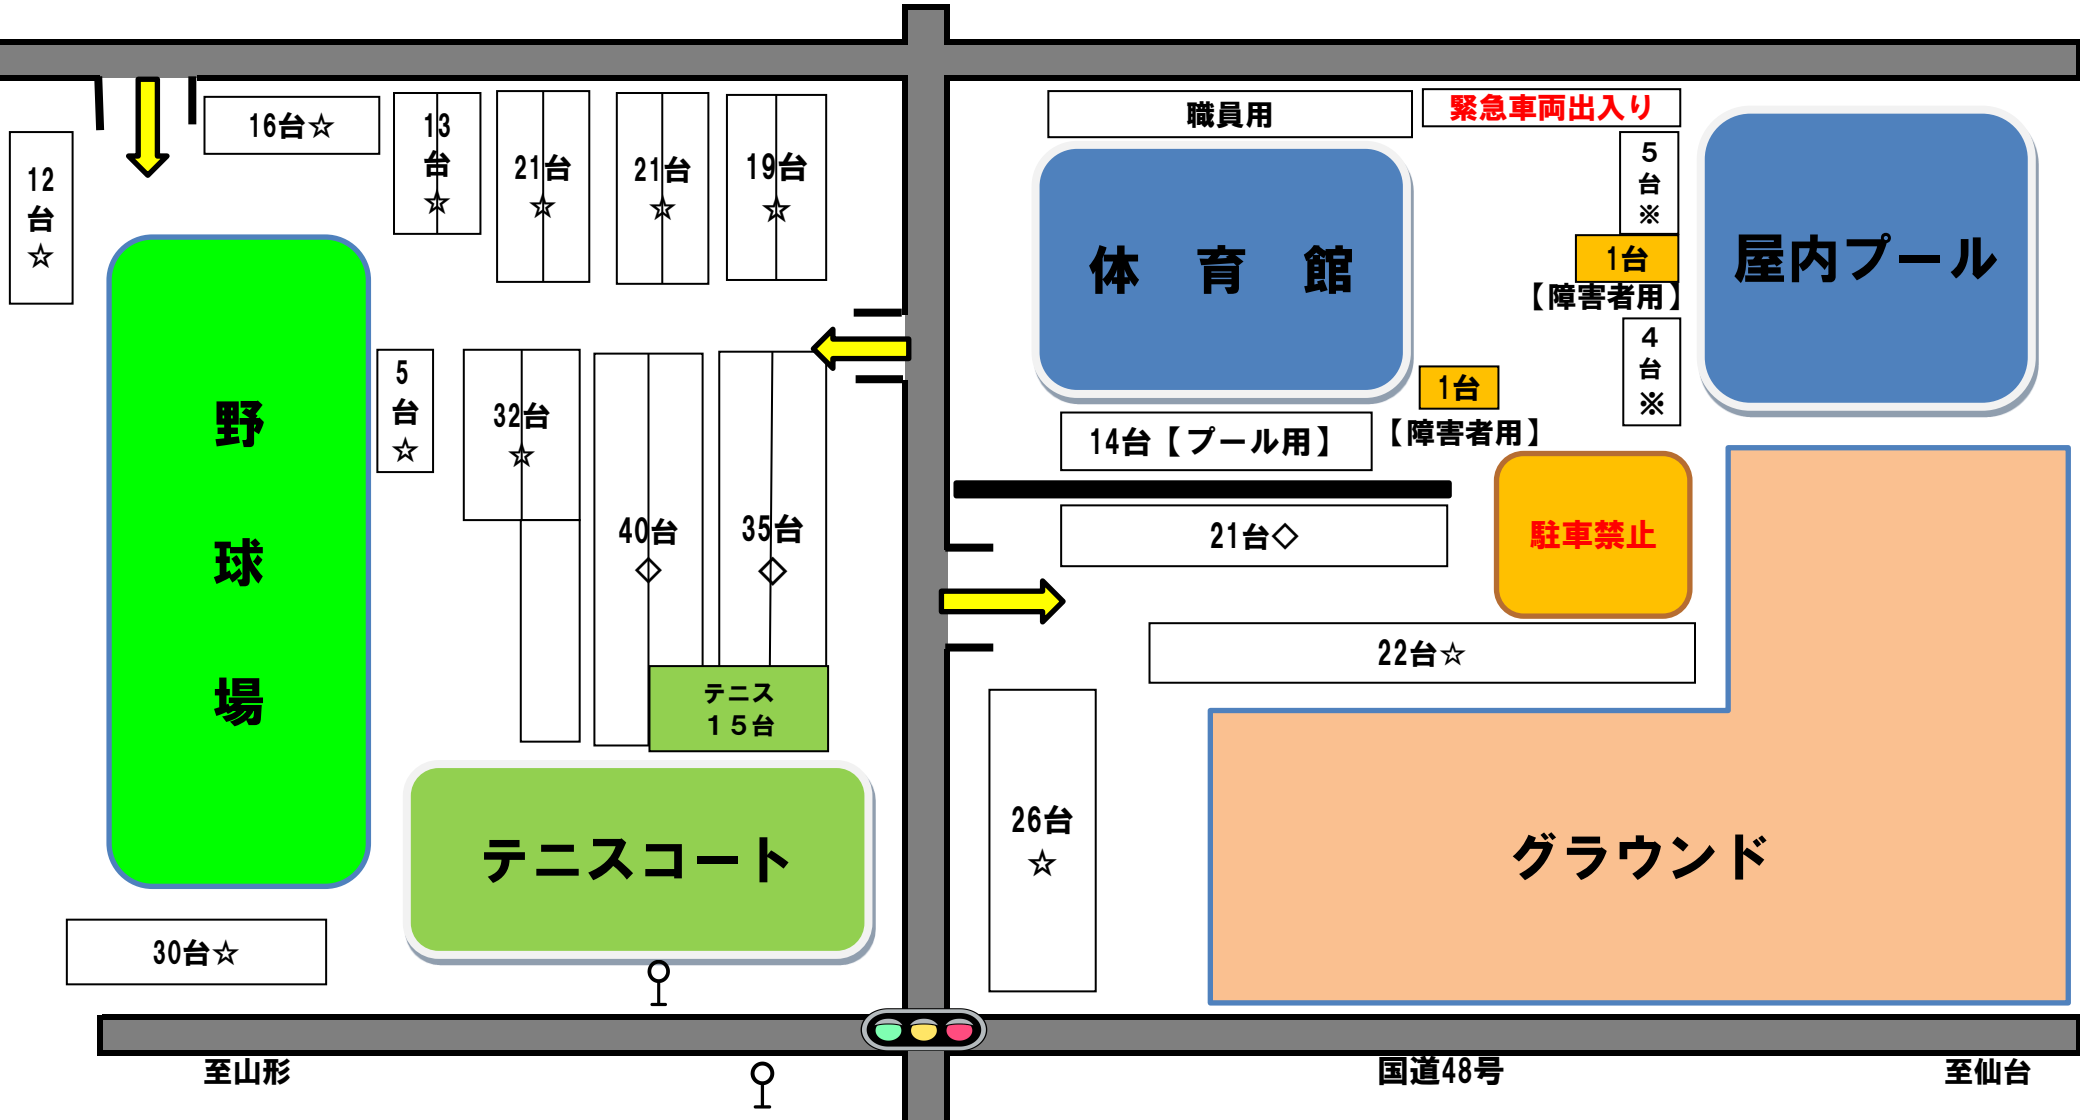 16台☆
13
台
☆
21台
☆
21台
☆
19台
☆
12
台
☆
職員用
緊急車両出入り
5
台
※
1台
【障害者用】
4
台
※
体 育 館
屋内プール
1台
【障害者用】
14台【プール用】
5
台
☆
32台
☆
40台
◇
35台
◇
野
球
場
21台◇
駐車禁止
22台☆
テニス
15台
26台
☆
テニスコート
グラウンド
30台☆
至山形
国道48号
至仙台